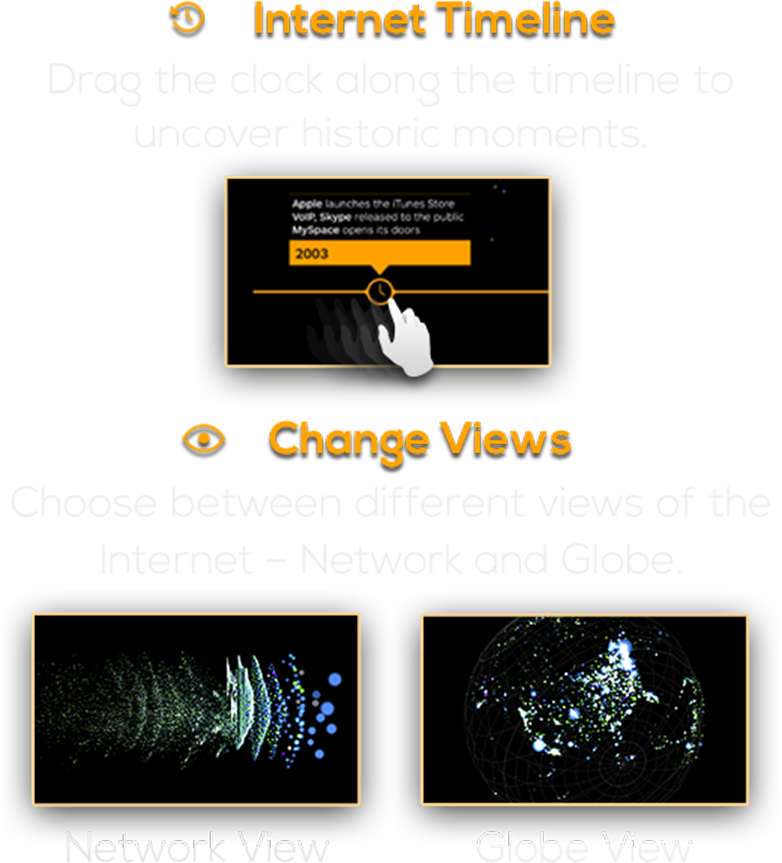 Internet Timeline
Drag the clock along the timeline to
uncover historic moments.
Apple launches the iTunes Store
VoIP, Skype released to the public
MySpace opens its doors
2003
Change Views
Choose between different views of the
Internet – Network and Globe.
Network View
Globe View